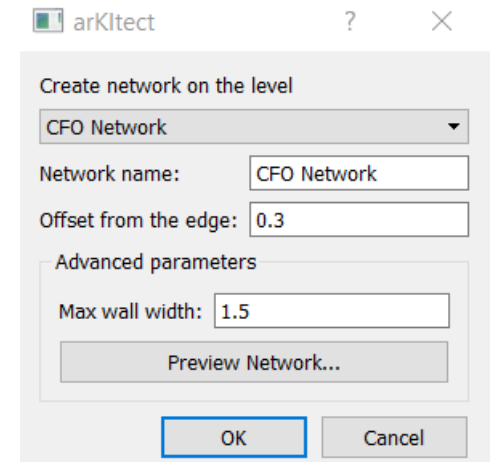 arKItect ?
Create network on the level
CFO Network
Network name: CFO Network
Offset from the edge: 0.3
Advanced parameters
Max wall width: 1.5
Preview Network...
OK Cancel